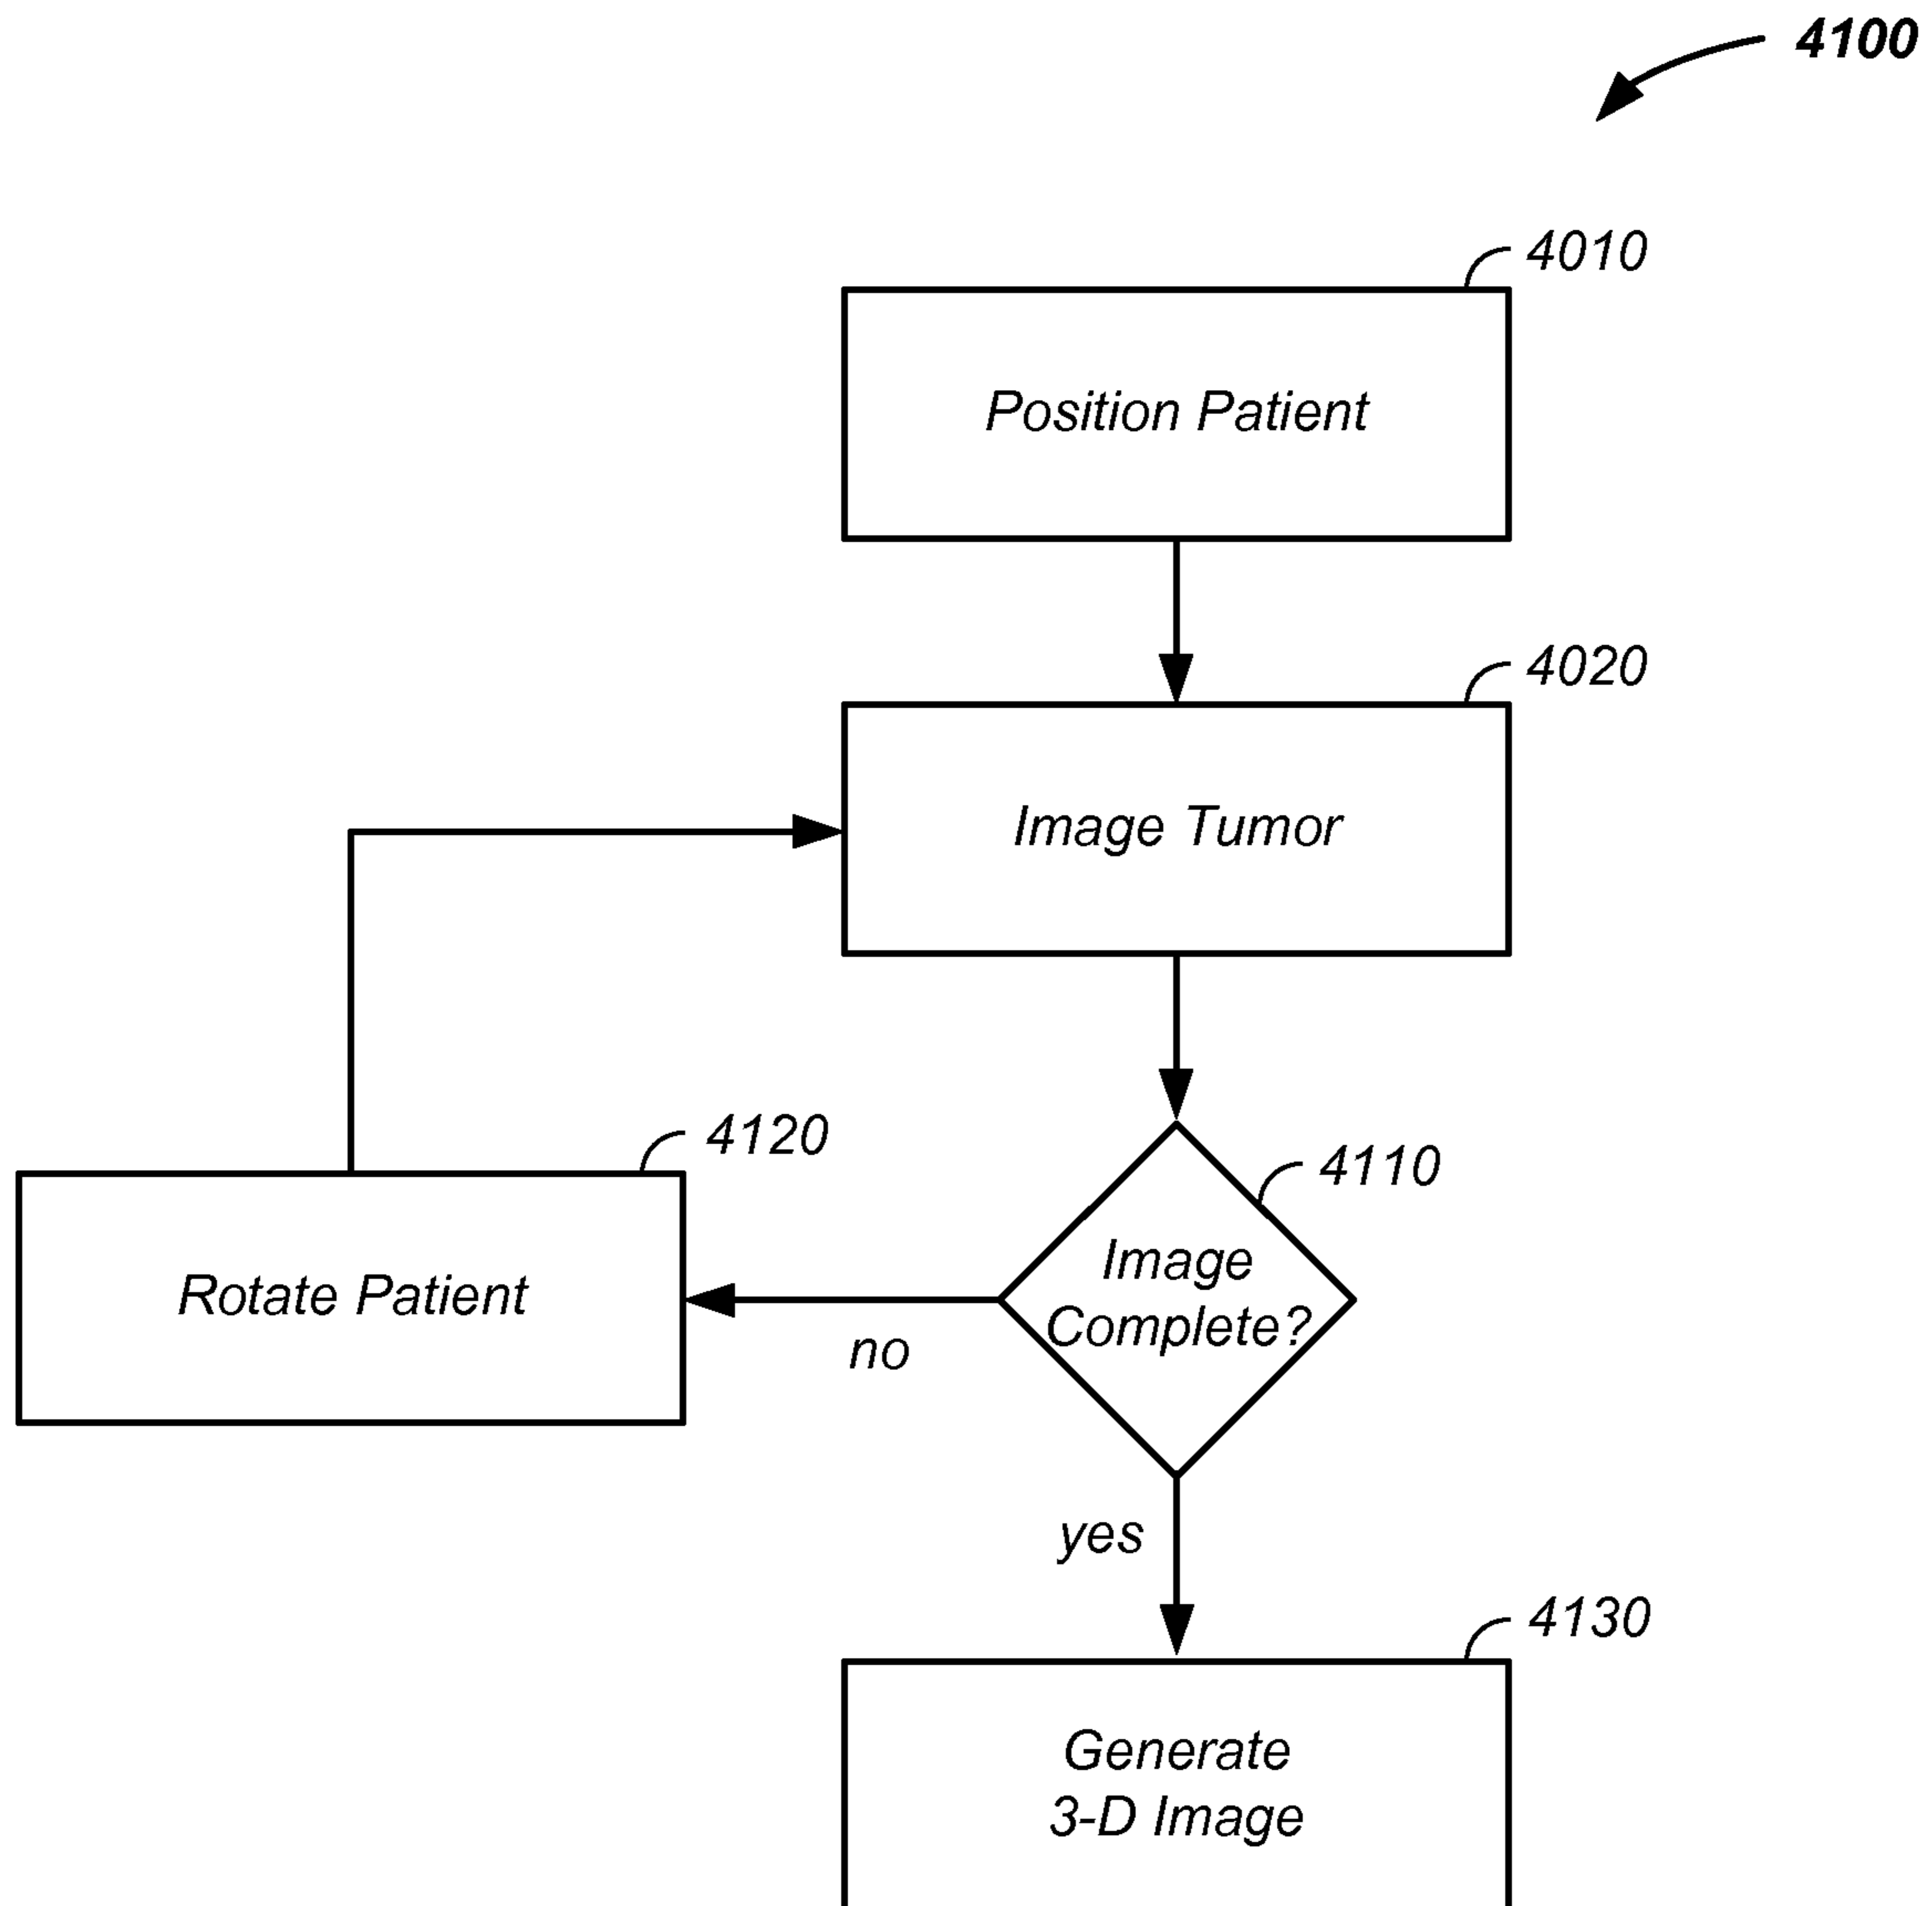 4100
4010
Position Patient
4020
Image Tumor
4120
4110
Rotate Patient
Image
Complete?
no
yes
4130
Generate
3-D Image